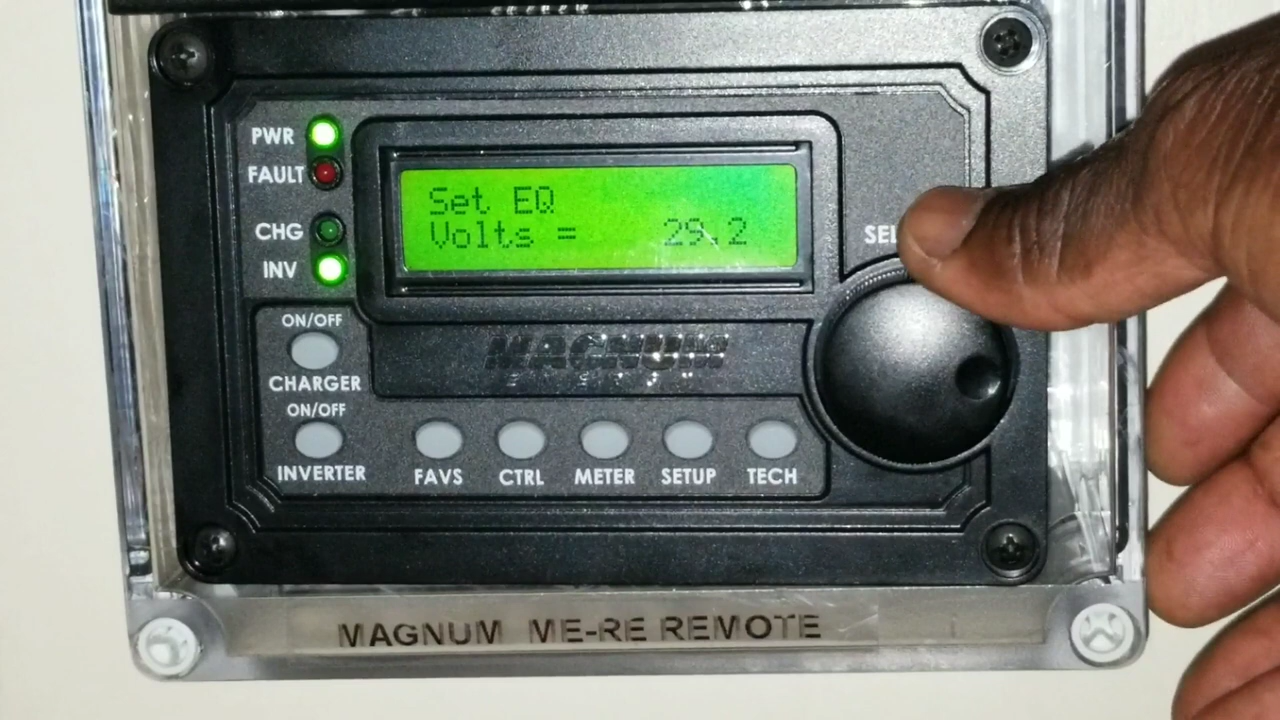 PWR
FAULT
CHG
INV
Set EQ
Volts = 29.2
SEL
ON/OFF
CHARGER
ON/OFF
INVERTER
MAGNUM
FAVS
CTRL
METER
SETUP
TECH
MAGNUM ME-RE REMOTE